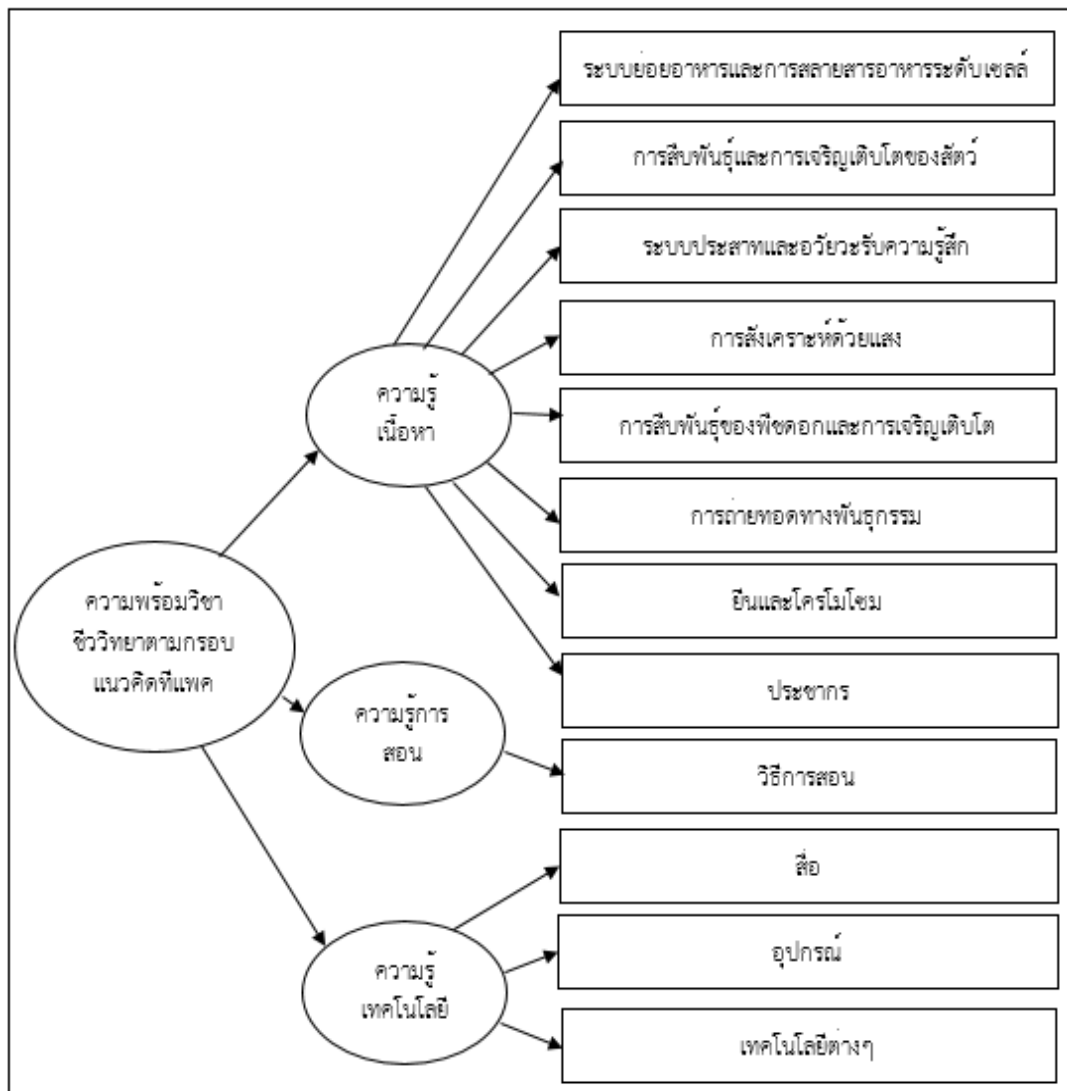 ระบบย่อยอาหารและการสลายสารอาหารระดับเซลล์
การสืบพันธุ์และการเจริญเติบโตของสัตว์
ระบบประสาทและอวัยวะรับความรู้สึก
การสังเคราะห์ด้วยแสง
ความรู้
เนื้อหา
การสืบพันธุ์ของพืชดอกและการเจริญเติบโต
การถ่ายทอดทางพันธุกรรม
ยีนและโครโมโซม
ความพร้อมวิชา
ชีววิทยาตามกรอบ
แนวคิดทีแพค
ประชากร
ความรู้การ
สอน
วิธีการสอน
สื่อ
อุปกรณ์
ความรู้
เทคโนโลยี
เทคโนโลยีต่างๆ